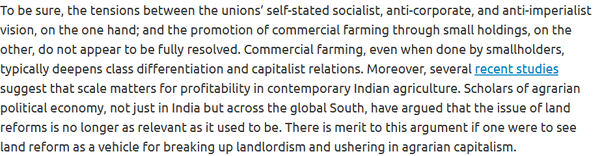 To be sure, the tensions between the unions’ self-stated socialist, anti-corporate, and anti-imperialist
vision, on the one hand; and the promotion of commercial farming through small holdings, on the
other, do not appear to be fully resolved. Commercial farming, even when done by smallholders,
typically deepens class differentiation and capitalist relations. Moreover, several recent studies
suggest that scale matters for profitability in contemporary Indian agriculture. Scholars of agrarian
political economy, not just in India but across the global South, have argued that the issue of land
reforms is no longer as relevant as it used to be. There is merit to this argument if one were to see
land reform as a vehicle for breaking up landlordism and ushering in agrarian capitalism.